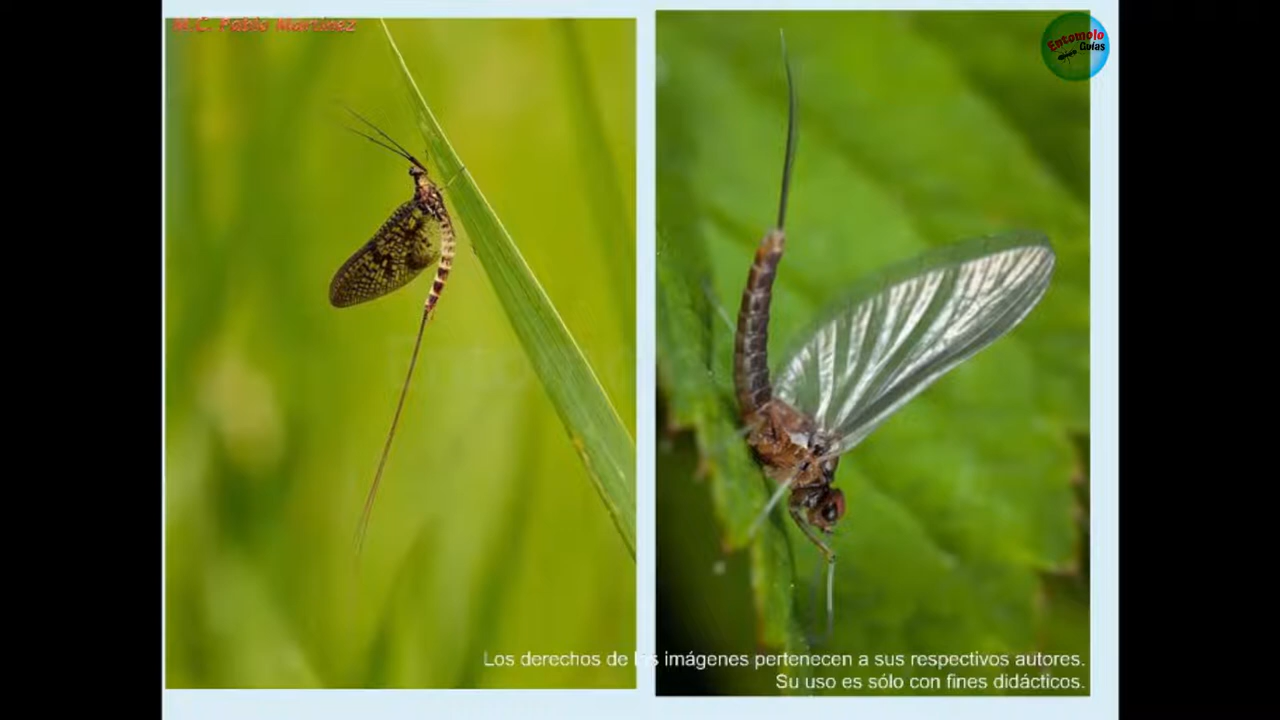 M.C. Pablo Martínez
Entomolo
Guías
Los derechos de las imágenes pertenecen a sus respectivos autores.
Su uso es sólo con fines didácticos.